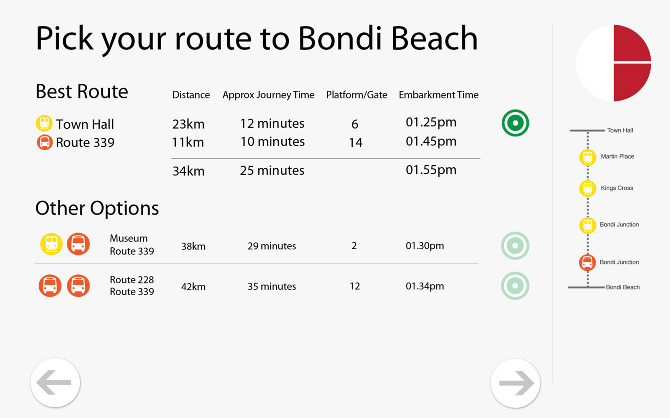 Pick your route to Bondi Beach
Best Route
Distance Approx Journey Time Platform/Gate Embarkment Time
Town Hall 23km 12 minutes 6 01.25pm
Route 339 11km 10 minutes 14 01.45pm
34km 25 minutes 01.55pm
Other Options
Museum
Route 339
38km 29 minutes 2 01.30pm
Route 228
Route 339
42km 35 minutes 12 01.34pm
Town Hall
Martin Place
Kings Cross
Bondi Junction
Bondi Junction
Bondi Beach